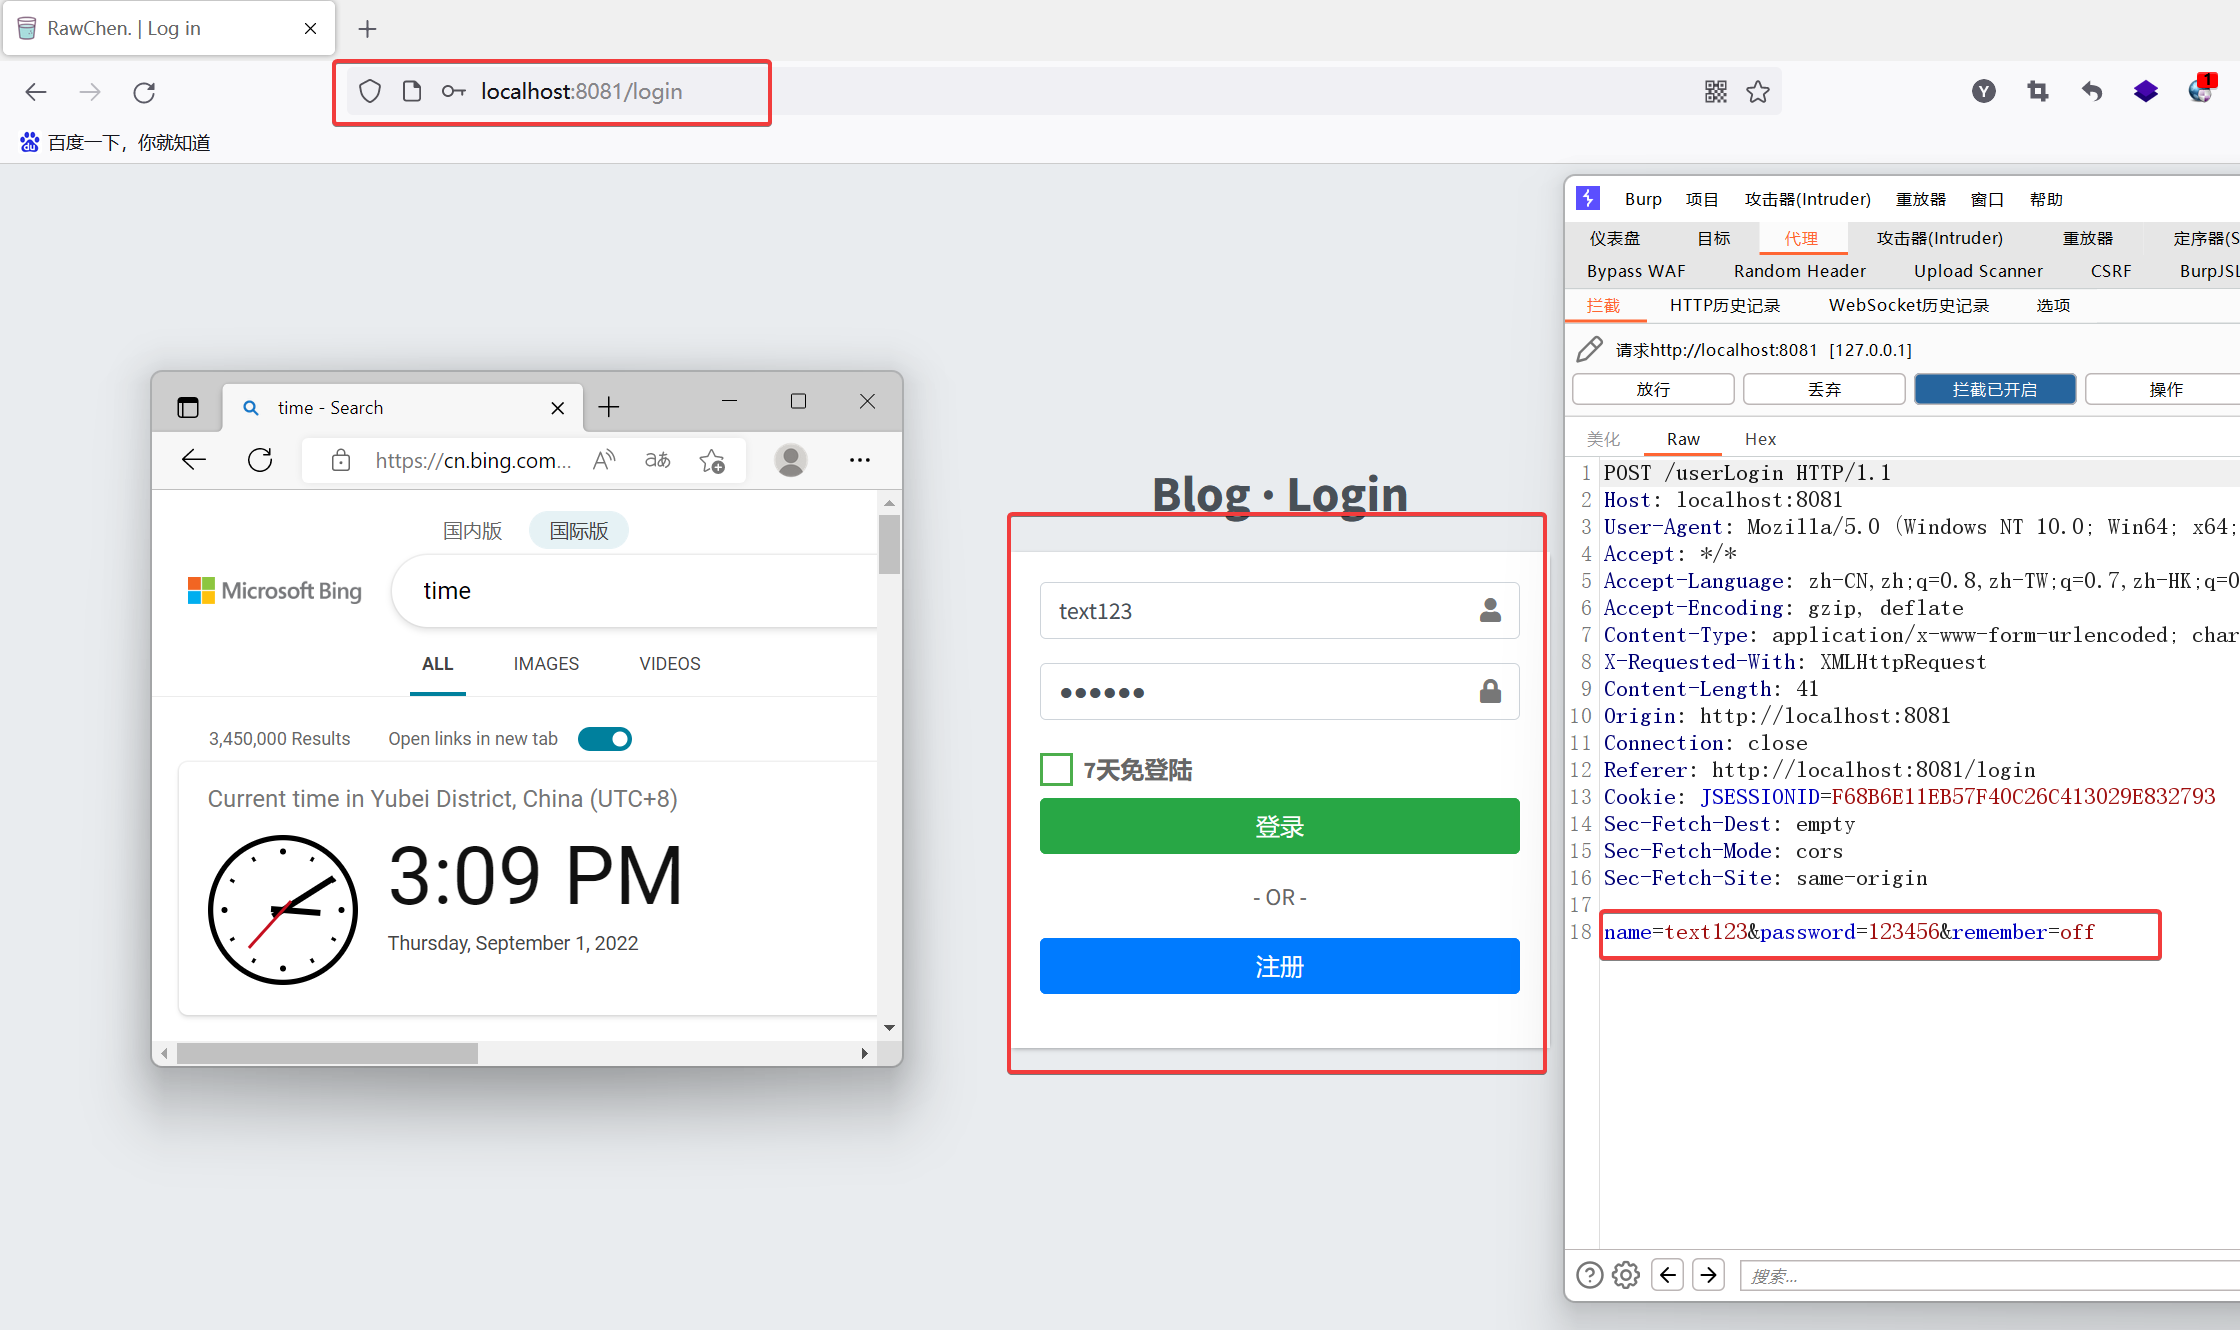 RawChen. | Log in
localhost:8081/login
1
百度一下，你就知道
time - Search
https://cn.bing.com...
国内版 国际版
Microsoft Bing
time
ALL IMAGES VIDEOS
3,450,000 Results Open links in new tab
Current time in Yubei District, China (UTC+8)
3:09 PM
Thursday, September 1, 2022
Blog · Login
text123
7天免登陆
登录
- OR -
注册
Burp 项目 攻击器(Intruder) 重放器 窗口 帮助
仪表盘 目标 代理 攻击器(Intruder) 重放器 定序器(S
Bypass WAF Random Header Upload Scanner CSRF BurpJSL
拦截 HTTP历史记录 WebSocket历史记录 选项
请求http://localhost:8081 [127.0.0.1]
放行 丢弃 拦截已开启 操作
美化 Raw Hex
1 POST /userLogin HTTP/1.1
2 Host: localhost:8081
3 User-Agent: Mozilla/5.0 (Windows NT 10.0; Win64; x64;
4 Accept: */*
5 Accept-Language: zh-CN,zh;q=0.8,zh-TW;q=0.7,zh-HK;q=0
6 Accept-Encoding: gzip, deflate
7 Content-Type: application/x-www-form-urlencoded; char
8 X-Requested-With: XMLHttpRequest
9 Content-Length: 41
10 Origin: http://localhost:8081
11 Connection: close
12 Referer: http://localhost:8081/login
13 Cookie: JSESSIONID=F68B6E11EB57F40C26C413029E832793
14 Sec-Fetch-Dest: empty
15 Sec-Fetch-Mode: cors
16 Sec-Fetch-Site: same-origin
17
18 name=text123&password=123456&remember=off
搜索...